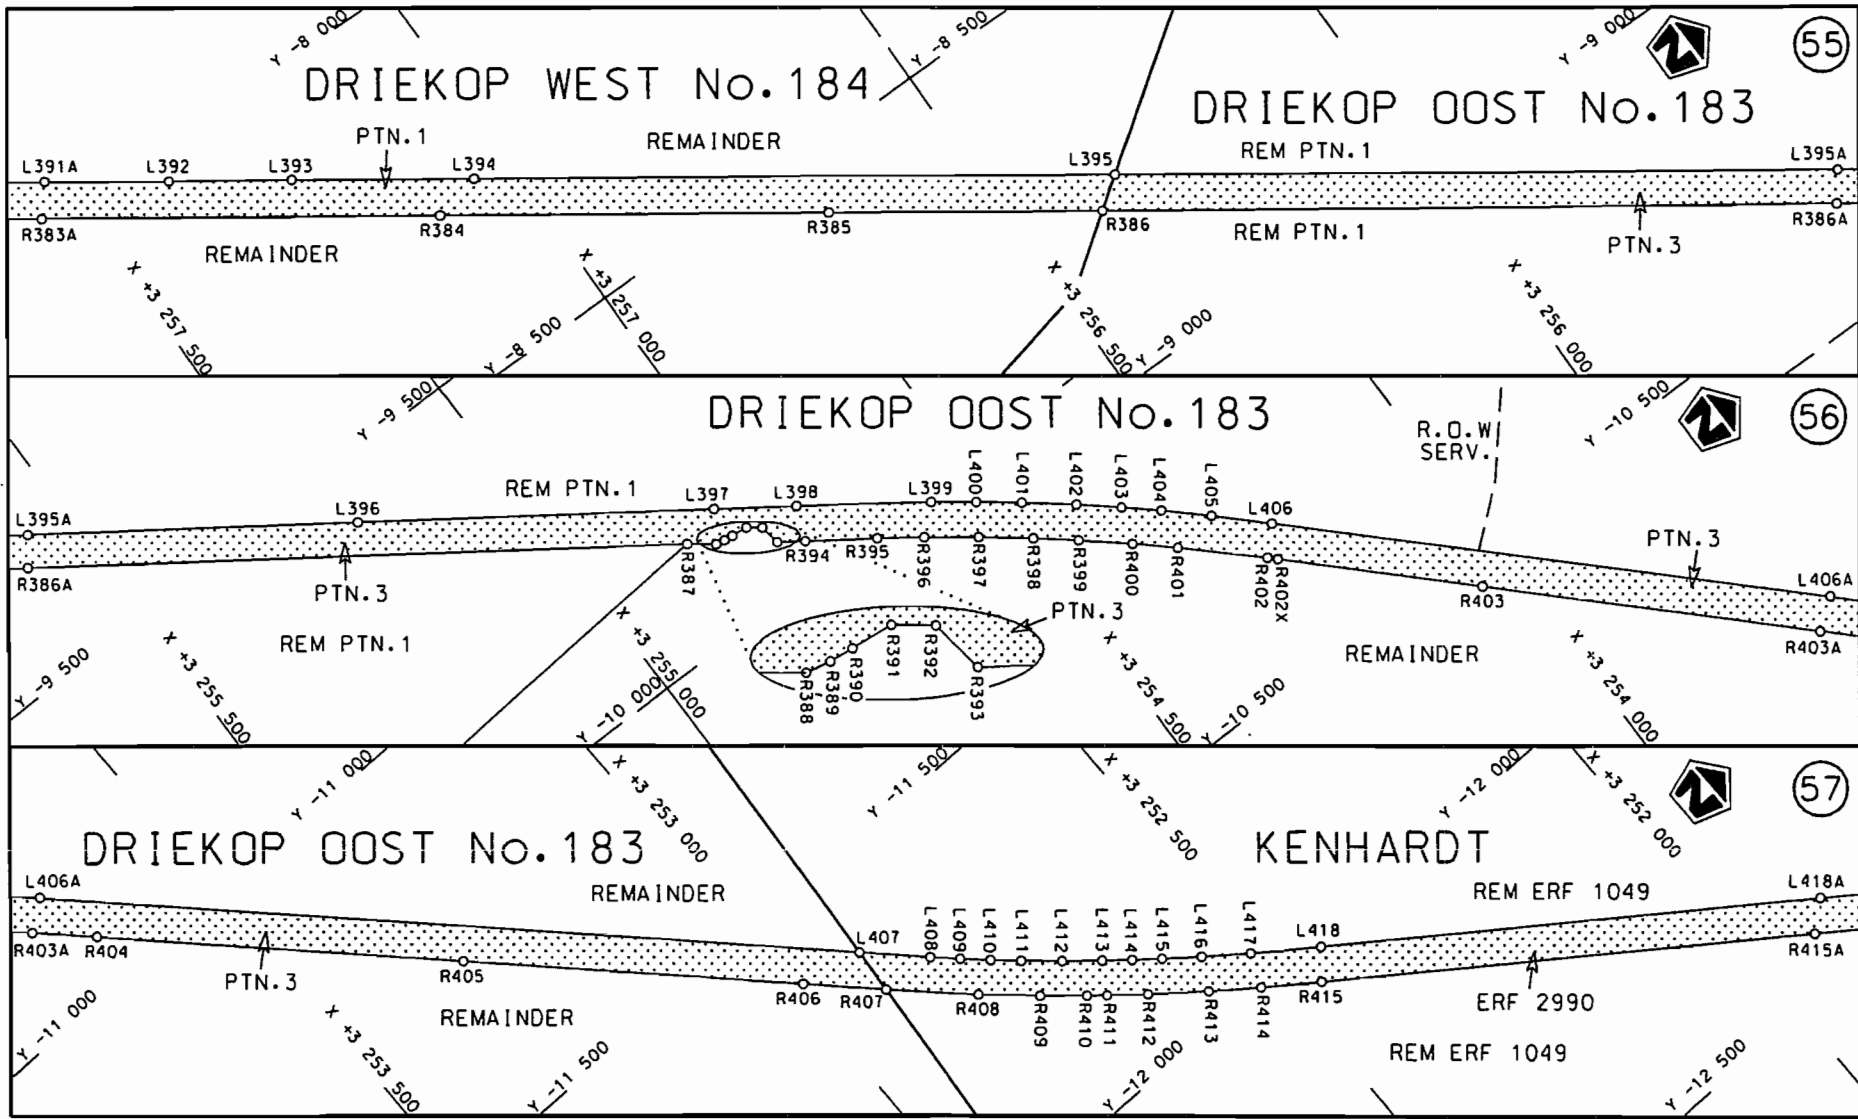 Y -8 000
Y -8 500
Y -9 000
55
DRIEKOP WEST No.184
DRIEKOP OOST No.183
PTN.1
REMAINDER
REM PTN.1
L391A
L392
L393
L394
L395
L395A
R383A
R384
R385
R386
R386A
REMAINDER
REM PTN.1
PTN.3
X +3 257 500
Y -8 500
X +3 257 000
X +3 256 500
Y -9 000
X +3 256 000
Y -9 500
DRIEKOP OOST No.183
R.O.W
SERV.
Y -10 500
56
L395A
L396
REM PTN.1
L397
L398
L399
L400
L401
L402
L403
L404
L405
L406
PTN.3
L406A
R386A
PTN.3
REM PTN.1
R387
R394
R395
R396
R397
R398
R399
R400
R401
R402
R402X
R403
R403A
PTN.3
R388
R389
R390
R391
R392
R393
REMAINDER
Y -9 500
X +3 255 500
Y -10 000
X +3 255 000
X +3 254 500
Y -10 500
X +3 254 000
Y -11 000
X +3 253 000
Y -11 500
X +3 252 500
Y -12 000
X +3 252 000
57
DRIEKOP OOST No.183
KENHARDT
L406A
REMAINDER
REM ERF 1049
L418A
L407
L408
L409
L410
L411
L412
L413
L414
L415
L416
L417
L418
R403A
R404
PTN.3
R405
R406
R407
R408
R409
R410
R411
R412
R413
R414
R415
R415A
ERF 2990
REMAINDER
REM ERF 1049
Y -11 000
X +3 253 500
Y -11 500
Y -12 000
Y -12 500